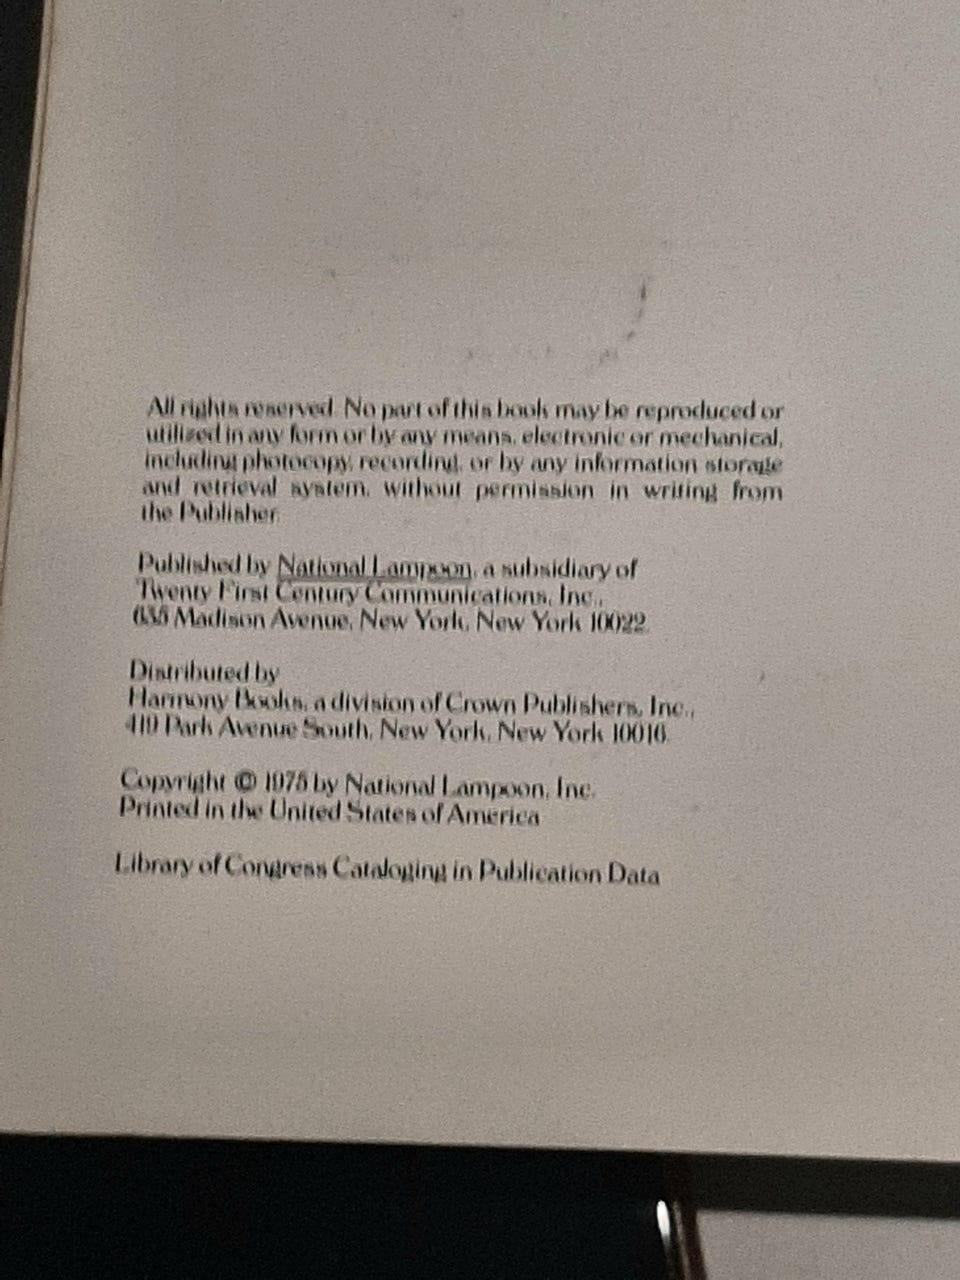 All rights reserved. No part of this book may be reproduced or
utilized in any form or by any means, electronic or mechanical,
including photocopy, recording, or by any information storage
and retrieval system, without permission in writing from
the Publisher.
Published by National Lampoon, a subsidiary of
Twenty First Century Communications, Inc.,
635 Madison Avenue, New York, New York 10022.
Distributed by
Harmony Books, a division of Crown Publishers, Inc.,
419 Park Avenue South, New York, New York 10016.
Copyright © 1975 by National Lampoon, Inc.
Printed in the United States of America
Library of Congress Cataloging in Publication Data